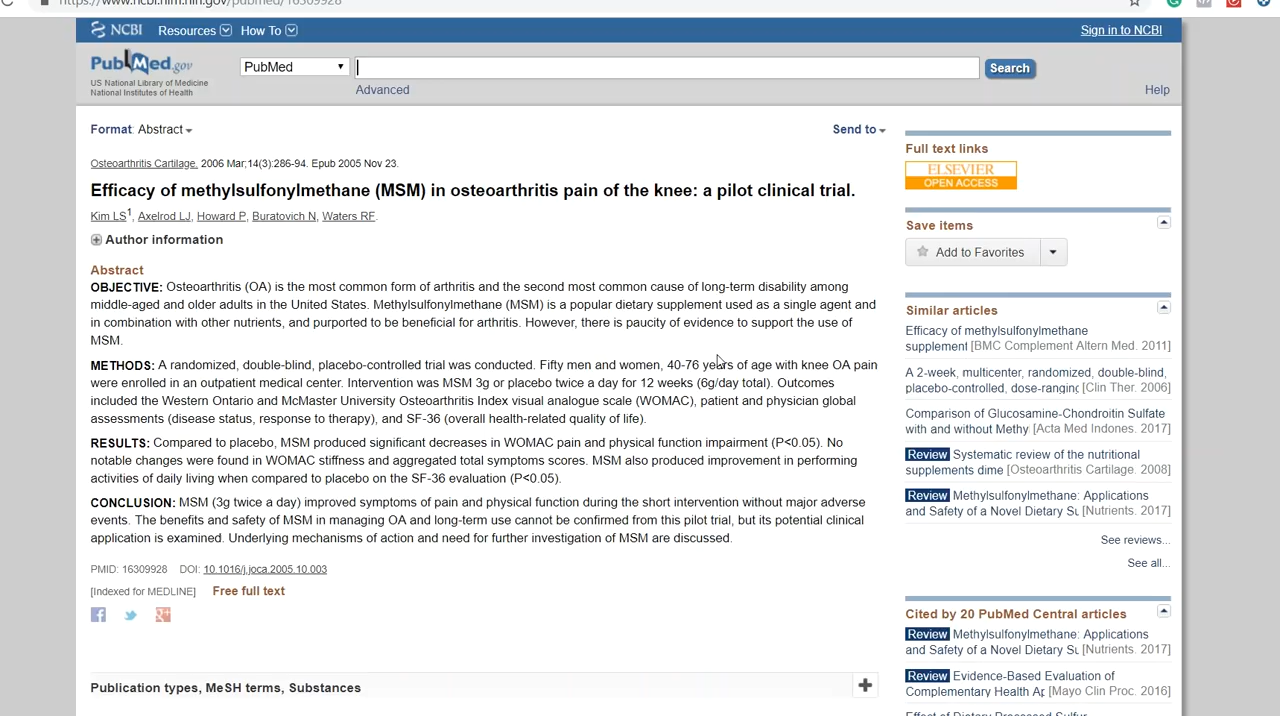 https://www.ncbi.nlm.nih.gov/pubmed/16309928
NCBI Resources How To Sign in to NCBI
PubMed.gov
US National Library of Medicine
National Institutes of Health
PubMed
Search
Advanced
Help
Format: Abstract
Send to
Osteoarthritis Cartilage. 2006 Mar;14(3):286-94. Epub 2005 Nov 23.
Efficacy of methylsulfonylmethane (MSM) in osteoarthritis pain of the knee: a pilot clinical trial.
Kim LS1, Axelrod LJ, Howard P, Buratovich N, Waters RF.
Author information
Abstract
OBJECTIVE: Osteoarthritis (OA) is the most common form of arthritis and the second most common cause of long-term disability among
middle-aged and older adults in the United States. Methylsulfonylmethane (MSM) is a popular dietary supplement used as a single agent and
in combination with other nutrients, and purported to be beneficial for arthritis. However, there is paucity of evidence to support the use of
MSM.
METHODS: A randomized, double-blind, placebo-controlled trial was conducted. Fifty men and women, 40-76 years of age with knee OA pain
were enrolled in an outpatient medical center. Intervention was MSM 3g or placebo twice a day for 12 weeks (6g/day total). Outcomes
included the Western Ontario and McMaster University Osteoarthritis Index visual analogue scale (WOMAC), patient and physician global
assessments (disease status, response to therapy), and SF-36 (overall health-related quality of life).
RESULTS: Compared to placebo, MSM produced significant decreases in WOMAC pain and physical function impairment (P<0.05). No
notable changes were found in WOMAC stiffness and aggregated total symptoms scores. MSM also produced improvement in performing
activities of daily living when compared to placebo on the SF-36 evaluation (P<0.05).
CONCLUSION: MSM (3g twice a day) improved symptoms of pain and physical function during the short intervention without major adverse
events. The benefits and safety of MSM in managing OA and long-term use cannot be confirmed from this pilot trial, but its potential clinical
application is examined. Underlying mechanisms of action and need for further investigation of MSM are discussed.
PMID: 16309928 DOI: 10.1016/j.joca.2005.10.003
[Indexed for MEDLINE] Free full text
Publication types, MeSH terms, Substances
Full text links
ELSEVIER
OPEN ACCESS
Save items
Add to Favorites
Similar articles
Efficacy of methylsulfonylmethane
supplement [BMC Complement Altern Med. 2011]
A 2-week, multicenter, randomized, double-blind,
placebo-controlled, dose-ranging [Clin Ther. 2006]
Comparison of Glucosamine-Chondroitin Sulfate
with and without Methy [Acta Med Indones. 2017]
Review Systematic review of the nutritional
supplements dime [Osteoarthritis Cartilage. 2008]
Review Methylsulfonylmethane: Applications
and Safety of a Novel Dietary Su [Nutrients. 2017]
See reviews...
See all...
Cited by 20 PubMed Central articles
Review Methylsulfonylmethane: Applications
and Safety of a Novel Dietary Su [Nutrients. 2017]
Review Evidence-Based Evaluation of
Complementary Health Ap [Mayo Clin Proc. 2016]
Effect of Dietary Processed Sulfur